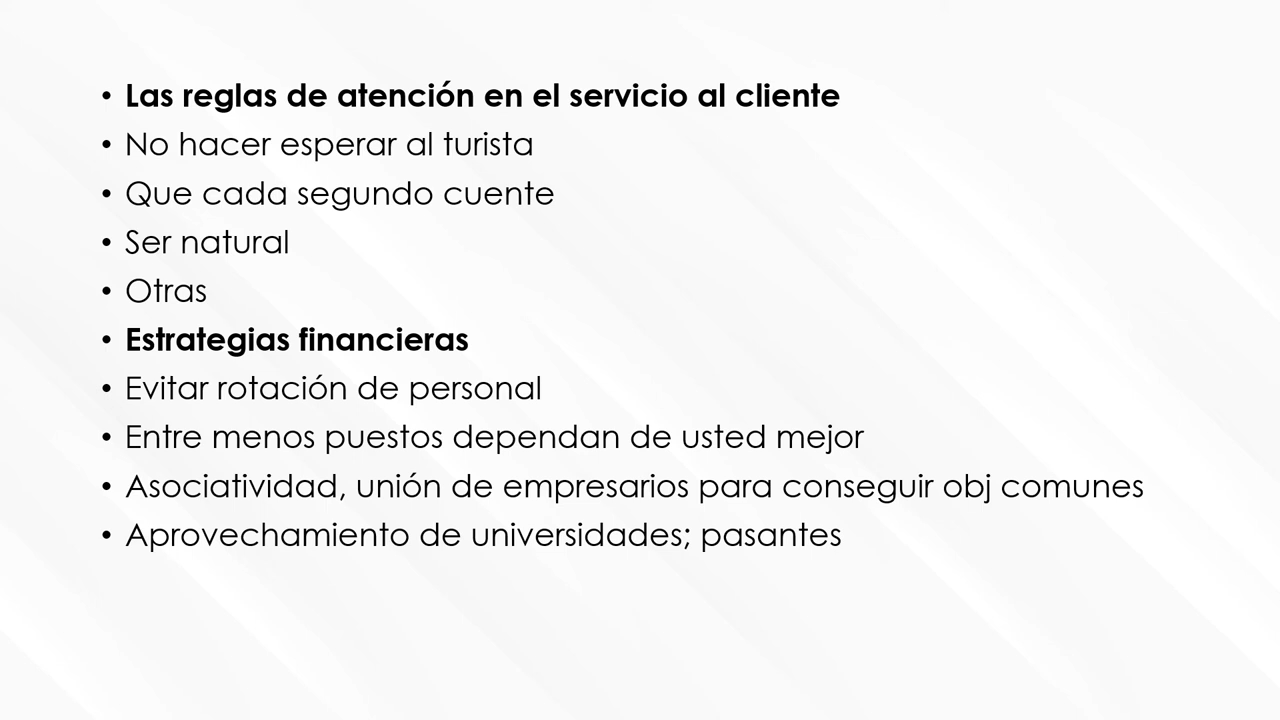 • Las reglas de atención en el servicio al cliente
• No hacer esperar al turista
• Que cada segundo cuente
• Ser natural
• Otras
• Estrategias financieras
• Evitar rotación de personal
• Entre menos puestos dependan de usted mejor
• Asociatividad, unión de empresarios para conseguir obj comunes
• Aprovechamiento de universidades; pasantes